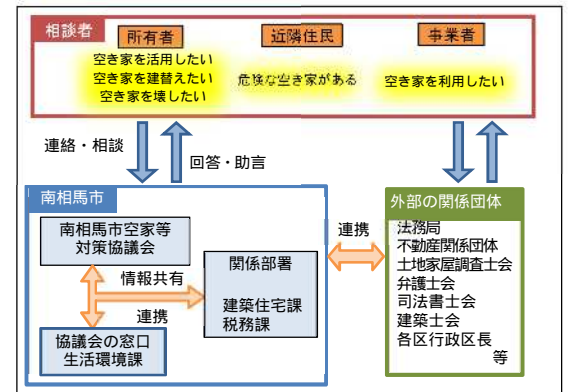 相談者
所有者
空き家を活用したい
空き家を建替えたい
空き家を壊したい
近隣住民
危険な空き家がある
事業者
空き家を利用したい
連絡・相談
回答・助言
南相馬市
南相馬市空家等
対策協議会
情報共有
連携
協議会の窓口
生活環境課
関係部署
建築住宅課
税務課
連携
外部の関係団体
法務局
不動産関係団体
土地家屋調査士会
弁護士会
司法書士会
建築士会
各区行政区長
等